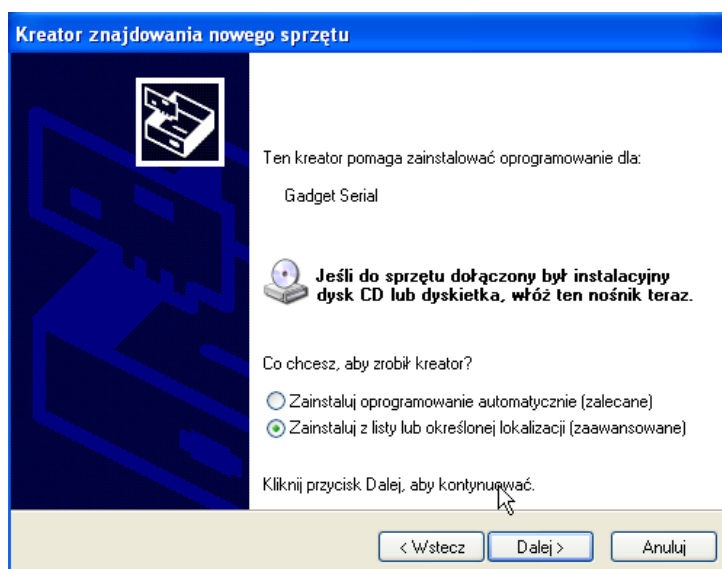 Kreator znajdowania nowego sprzętu
Ten kreator pomaga zainstalować oprogramowanie dla:
Gadget Serial
Jeśli do sprzętu dołączony był instalacyjny
dysk CD lub dyskietka, włóż ten nośnik teraz.
Co chcesz, aby zrobił kreator?
Zainstaluj oprogramowanie automatycznie (zalecane)
Zainstaluj z listy lub określonej lokalizacji (zaawansowane)
Kliknij przycisk Dalej, aby kontynuować.
< Wstecz Dalej > Anuluj